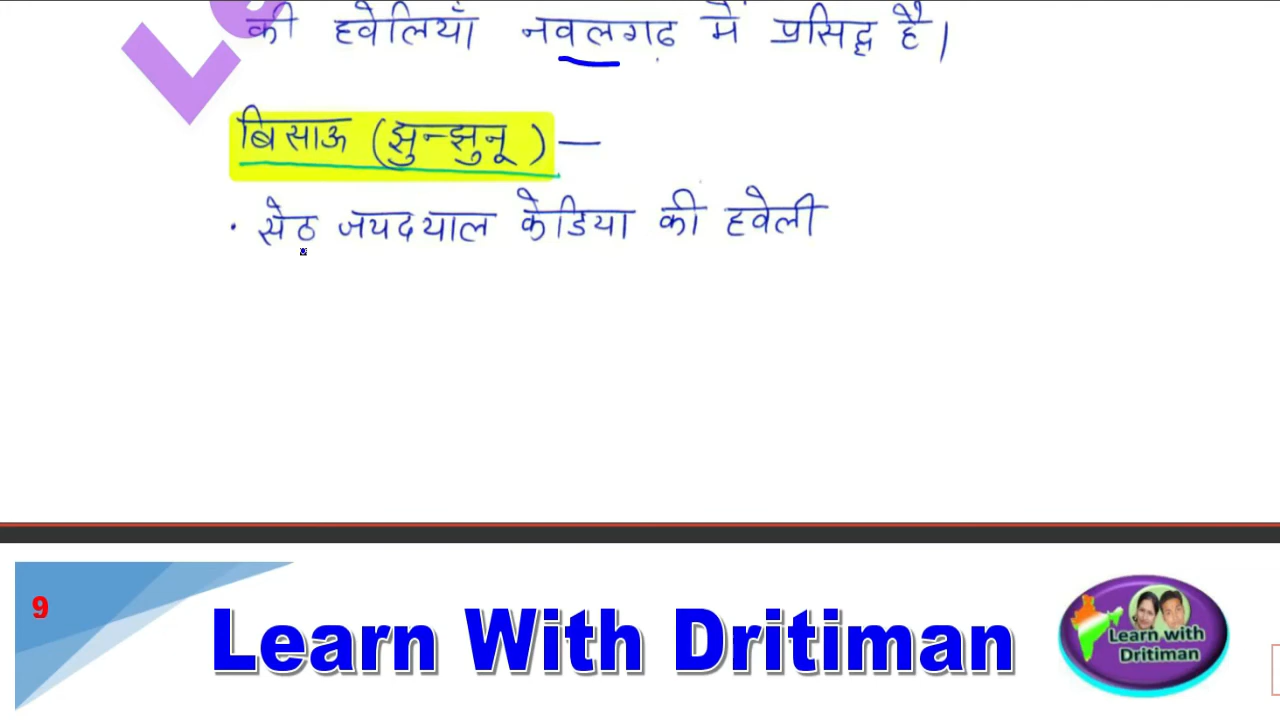 की हवेलियाँ नवलगढ़ में प्रसिद्ध है।
बिसाऊ (झुन्झुनू) —
· सेठ जयदयाल केडिया की हवेली
9
Learn With Dritiman
Learn with
Dritiman